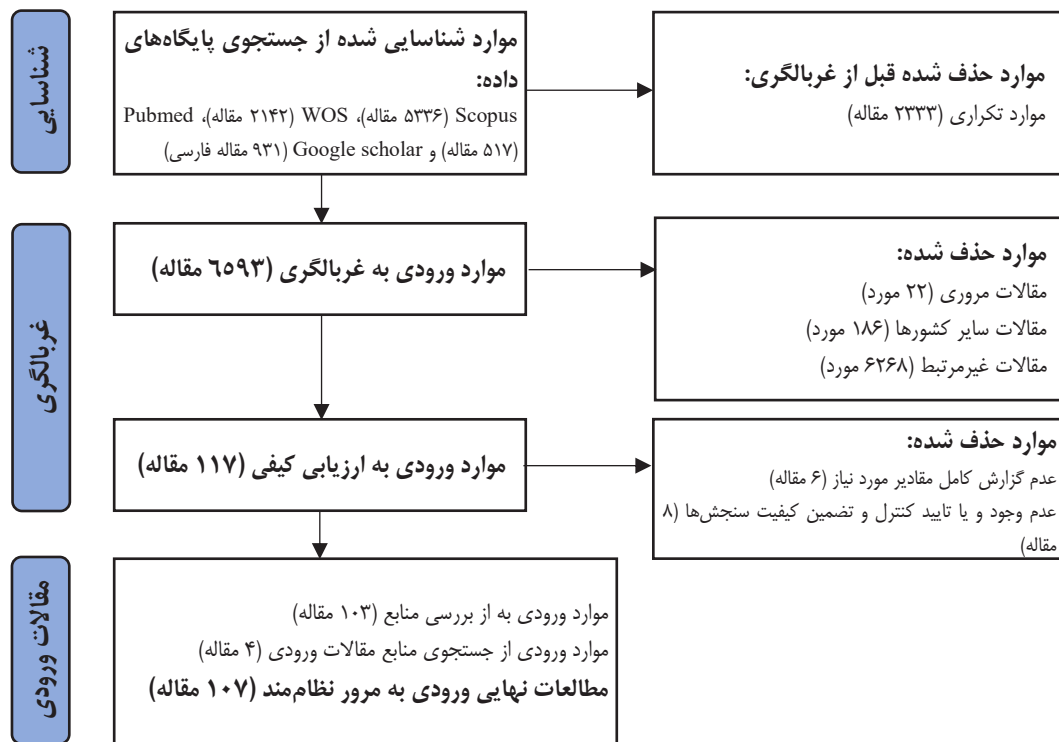 شناسایی
موارد شناسایی شده از جستجوی پایگاه‌های
داده:
Scopus (۵۳۳۶ مقاله)، WOS (۲۱۴۲ مقاله)، Pubmed
(۵۱۷ مقاله) و Google scholar (۹۳۱ مقاله فارسی)
موارد حذف شده قبل از غربالگری:
موارد تکراری (۲۳۳۳ مقاله)
غربالگری
موارد ورودی به غربالگری (٦٥٩٣ مقاله)
موارد حذف شده:
مقالات مروری (۲۲ مورد)
مقالات سایر کشورها (۱۸۶ مورد)
مقالات غیرمرتبط (۶۲۶۸ مورد)
موارد ورودی به ارزیابی کیفی (۱۱۷ مقاله)
موارد حذف شده:
عدم گزارش کامل مقادیر مورد نیاز (۶ مقاله)
عدم وجود و یا تایید کنترل و تضمین کیفیت سنجش‌ها (۸
مقاله)
مقالات ورودی
موارد ورودی به از بررسی منابع (۱۰۳ مقاله)
موارد ورودی از جستجوی منابع مقالات ورودی (۴ مقاله)
مطالعات نهایی ورودی به مرور نظام‌مند (۱۰۷ مقاله)